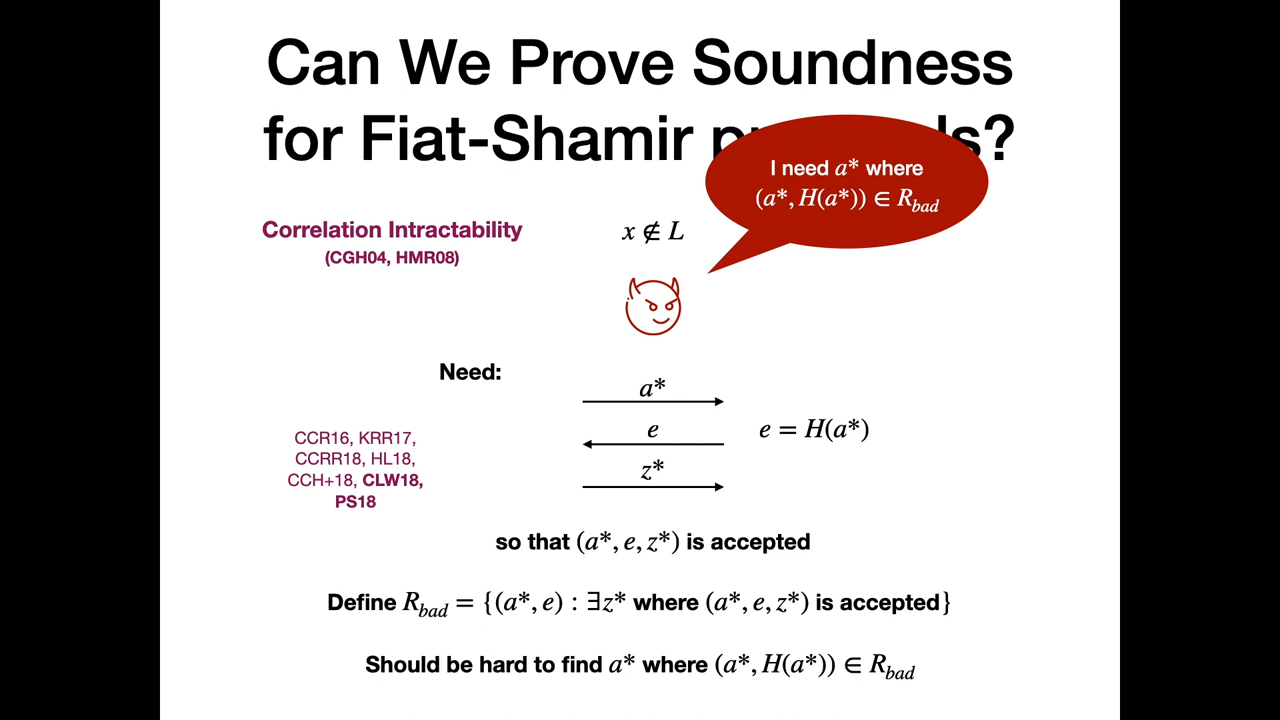 Can We Prove Soundness
for Fiat-Shamir p s?
I need a* where
(a*, H(a*)) ∈ R_bad
Correlation Intractability
(CGH04, HMR08)
x ∉ L
Need:
a*
e
e = H(a*)
z*
CCR16, KRR17,
CCRR18, HL18,
CCH+18, CLW18,
PS18
so that (a*, e, z*) is accepted
Define R_bad = {(a*, e) : ∃z* where (a*, e, z*) is accepted}
Should be hard to find a* where (a*, H(a*)) ∈ R_bad